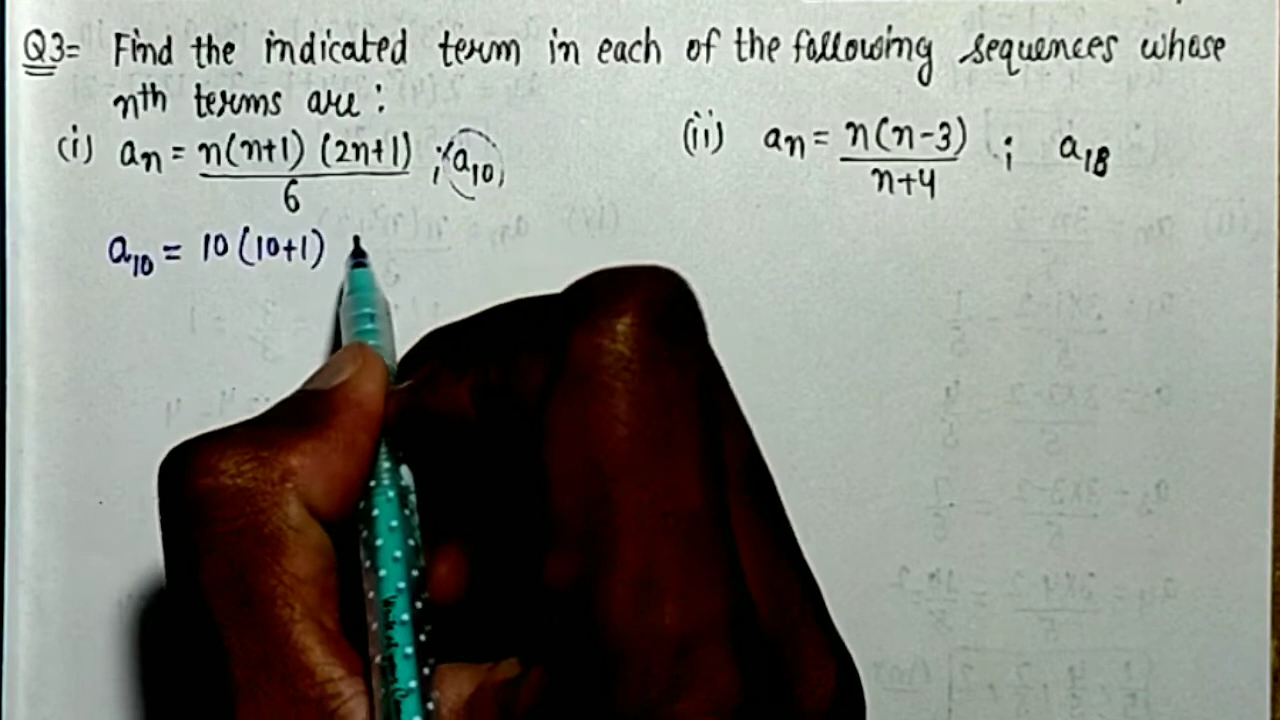 Q3= Find the indicated term in each of the following sequences whose
nth terms are :
(i) an = n(n+1) (2n+1) / 6 ; a10
(ii) an = n(n-3) / n+4 ; a18
a10 = 10(10+1)